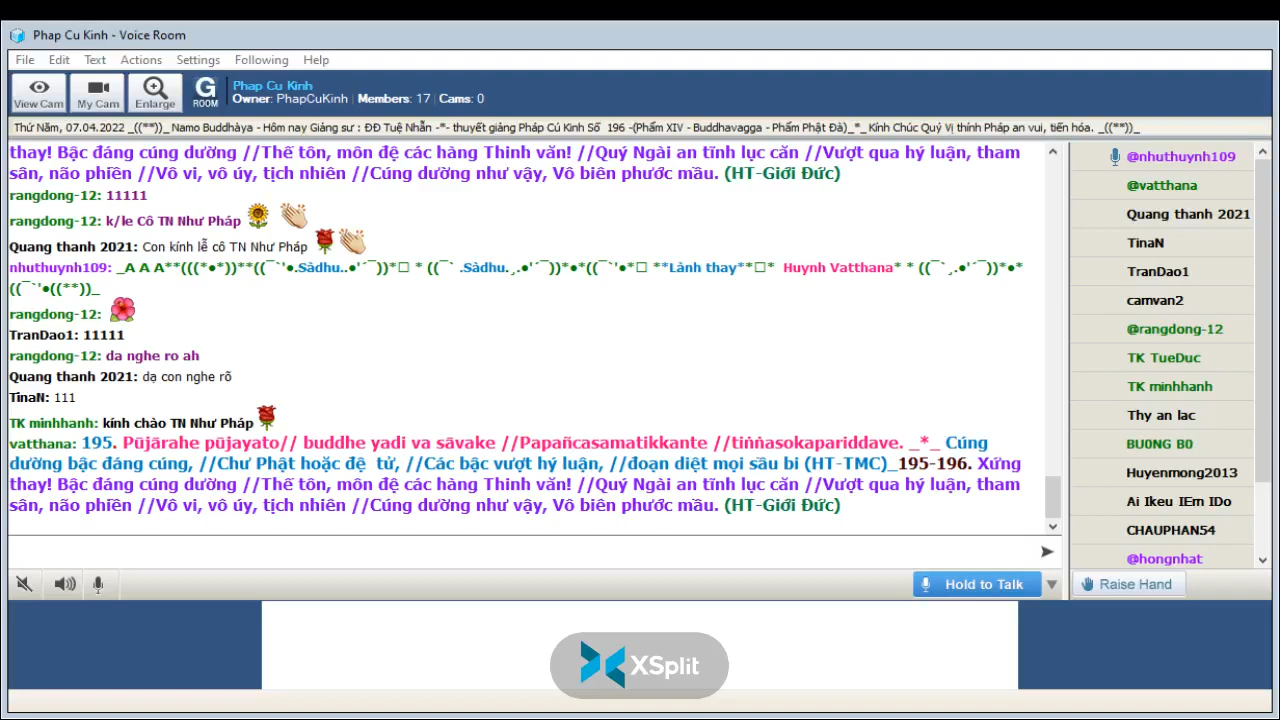 Phap Cu Kinh - Voice Room
File Edit Text Actions Settings Following Help
View Cam My Cam Enlarge G ROOM
Phap Cu Kinh
Owner: PhapCuKinh | Members: 17 | Cams: 0
Thứ Năm, 07.04.2022 _((**))_ Namo Buddhàya - Hôm nay Giảng sư : ĐĐ Tuệ Nhẫn -*- thuyết giảng Pháp Cú Kinh Số 196 -(Phẩm XIV - Buddhavagga - Phẩm Phật Đà)_*_ Kính Chúc Quý Vị thính Pháp an vui, tiến hóa. _((**))_
thay! Bậc đáng cúng dường //Thế tôn, môn đệ các hàng Thinh văn! //Quý Ngài an tĩnh lục căn //Vượt qua hý luận, tham
sân, não phiền //Vô vi, vô úy, tịch nhiên //Cúng dường như vậy, Vô biên phước mầu. (HT-Giới Đức)
rangdong-12: 11111
rangdong-12: k/le Cô TN Như Pháp
Quang thanh 2021: Con kính lễ cô TN Như Pháp
nhuthuynh109: _A A A**(((*•*))**((¯`'•.Sàdhu..•'´¯))*□ * ((¯` .Sàdhu.¸.•'´¯))*•*((¯`'•*□ **Lành thay**□* Huynh Vatthana* * ((¯`¸.•'´¯))*•*
((¯`'•((**))_
rangdong-12:
TranDao1: 11111
rangdong-12: da nghe ro ah
Quang thanh 2021: dạ con nghe rõ
TinaN: 111
TK minhhanh: kính chào TN Như Pháp
vatthana: 195. Pūjārahe pūjayato// buddhe yadi va sāvake //Papañcasamatikkante //tiṅṅasokapariddave. _*_ Cúng
dường bậc đáng cúng, //Chư Phật hoặc đệ tử, //Các bậc vượt hý luận, //đoạn diệt mọi sầu bi (HT-TMC)_195-196. Xứng
thay! Bậc đáng cúng dường //Thế tôn, môn đệ các hàng Thinh văn! //Quý Ngài an tĩnh lục căn //Vượt qua hý luận, tham
sân, não phiền //Vô vi, vô úy, tịch nhiên //Cúng dường như vậy, Vô biên phước mầu. (HT-Giới Đức)
@nhuthuynh109
@vatthana
Quang thanh 2021
TinaN
TranDao1
camvan2
@rangdong-12
TK TueDuc
TK minhhanh
Thy an lac
BU0NG B0
Huyenmong2013
Ai Ikeu IEm IDo
CHAUPHAN54
@hongnhat
Hold to Talk
Raise Hand
XSplit